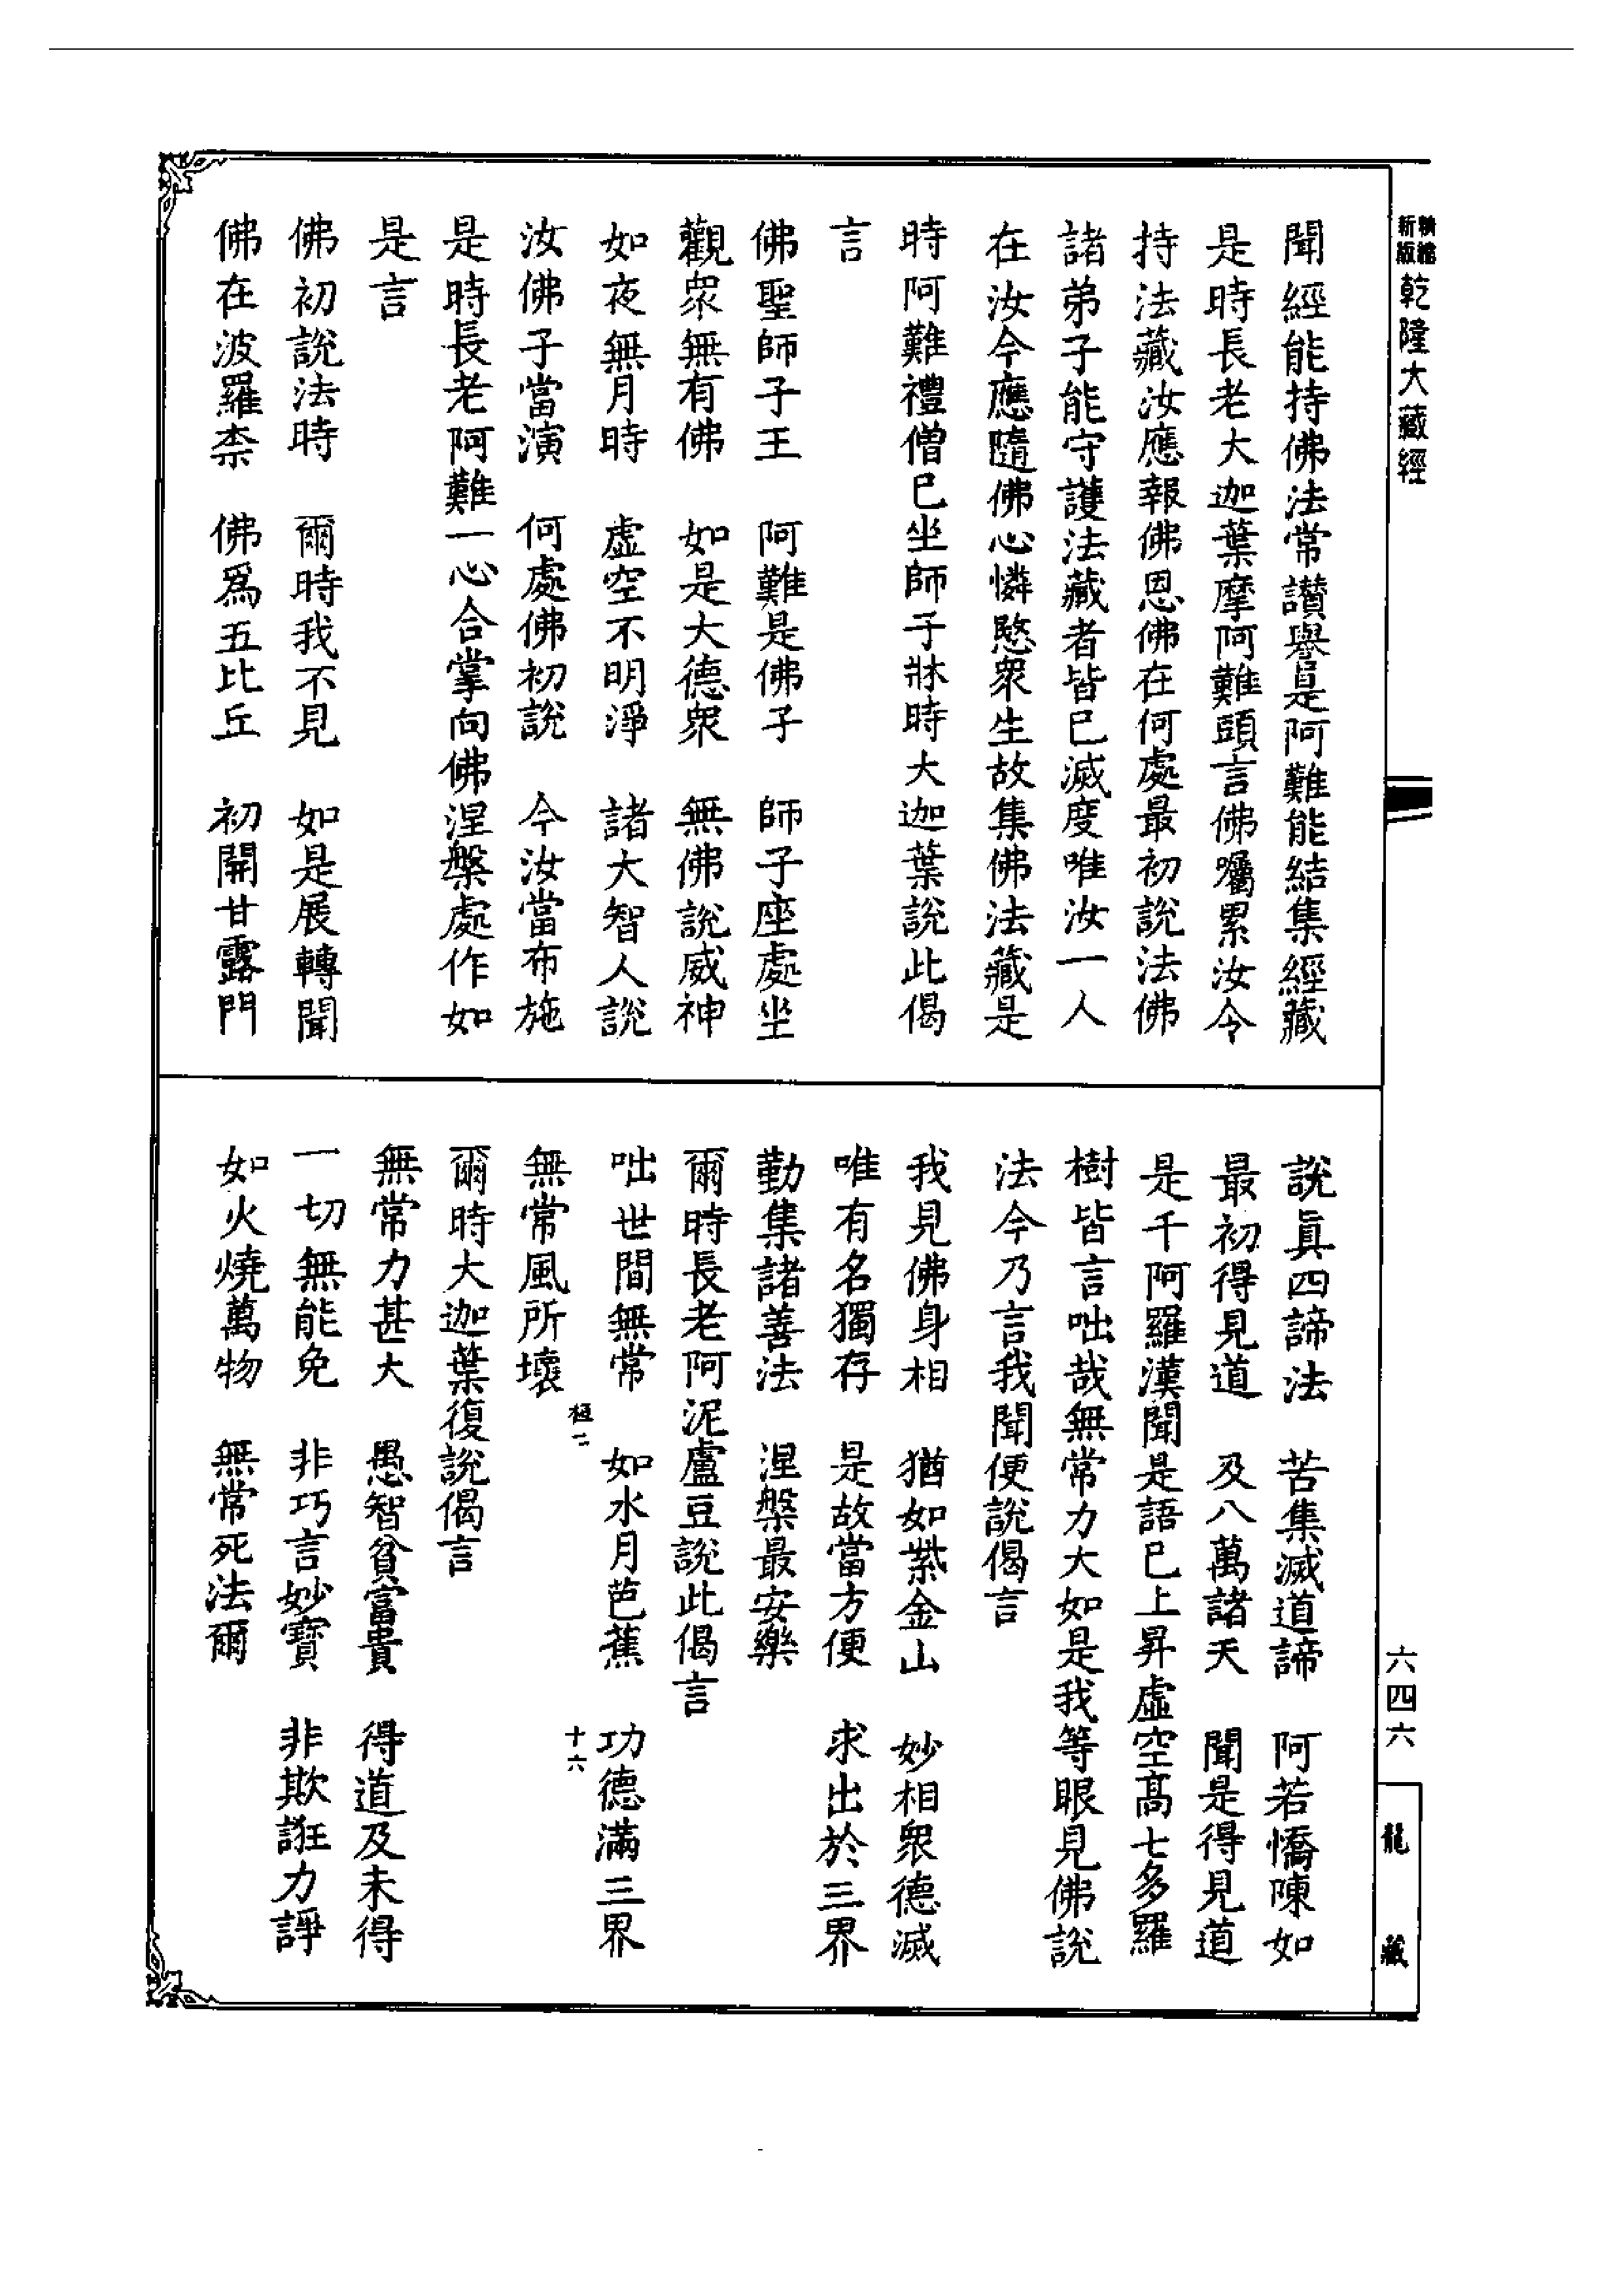 精縮新版乾隆大藏經
聞經能持佛法常讃譽是阿難能結集經藏
是時長老大迦葉摩阿難頭言佛囑累汝令
持法藏汝應報佛恩佛在何處最初說法佛
諸弟子能守護法藏者皆已滅度唯汝一人
在汝今應隨佛心憐愍衆生故集佛法藏是
時阿難禮僧已坐師子牀時大迦葉說此偈
言
佛聖師子王　阿難是佛子　師子座處坐
觀衆無有佛　如是大德衆　無佛說威神
如夜無月時　虛空不明淨　諸大智人說
汝佛子當演　何處佛初說　今汝當布施
是時長老阿難一心合掌向佛涅槃處作如
是言
佛初說法時　爾時我不見　如是展轉聞
佛在波羅柰　佛爲五比丘　初開甘露門
說眞四諦法　苦集滅道諦　阿若憍陳如
最初得見道　及八萬諸天　聞是得見道
是千阿羅漢聞是語已上昇虛空高七多羅
樹皆言咄哉無常力大如是我等眼見佛說
法今乃言我聞便說偈言
我見佛身相　猶如紫金山　妙相衆德滅
唯有名獨存　是故當方便　求出於三界
勤集諸善法　涅槃最安樂
爾時長老阿泥盧豆說此偈言
咄世間無常　如水月芭蕉　功德滿三界
無常風所壞
極二　十六
爾時大迦葉復說偈言
無常力甚大　愚智貧富貴　得道及未得
一切無能免　非巧言妙寶　非欺誑力諍
如火燒萬物　無常死法爾
六四六
龍藏